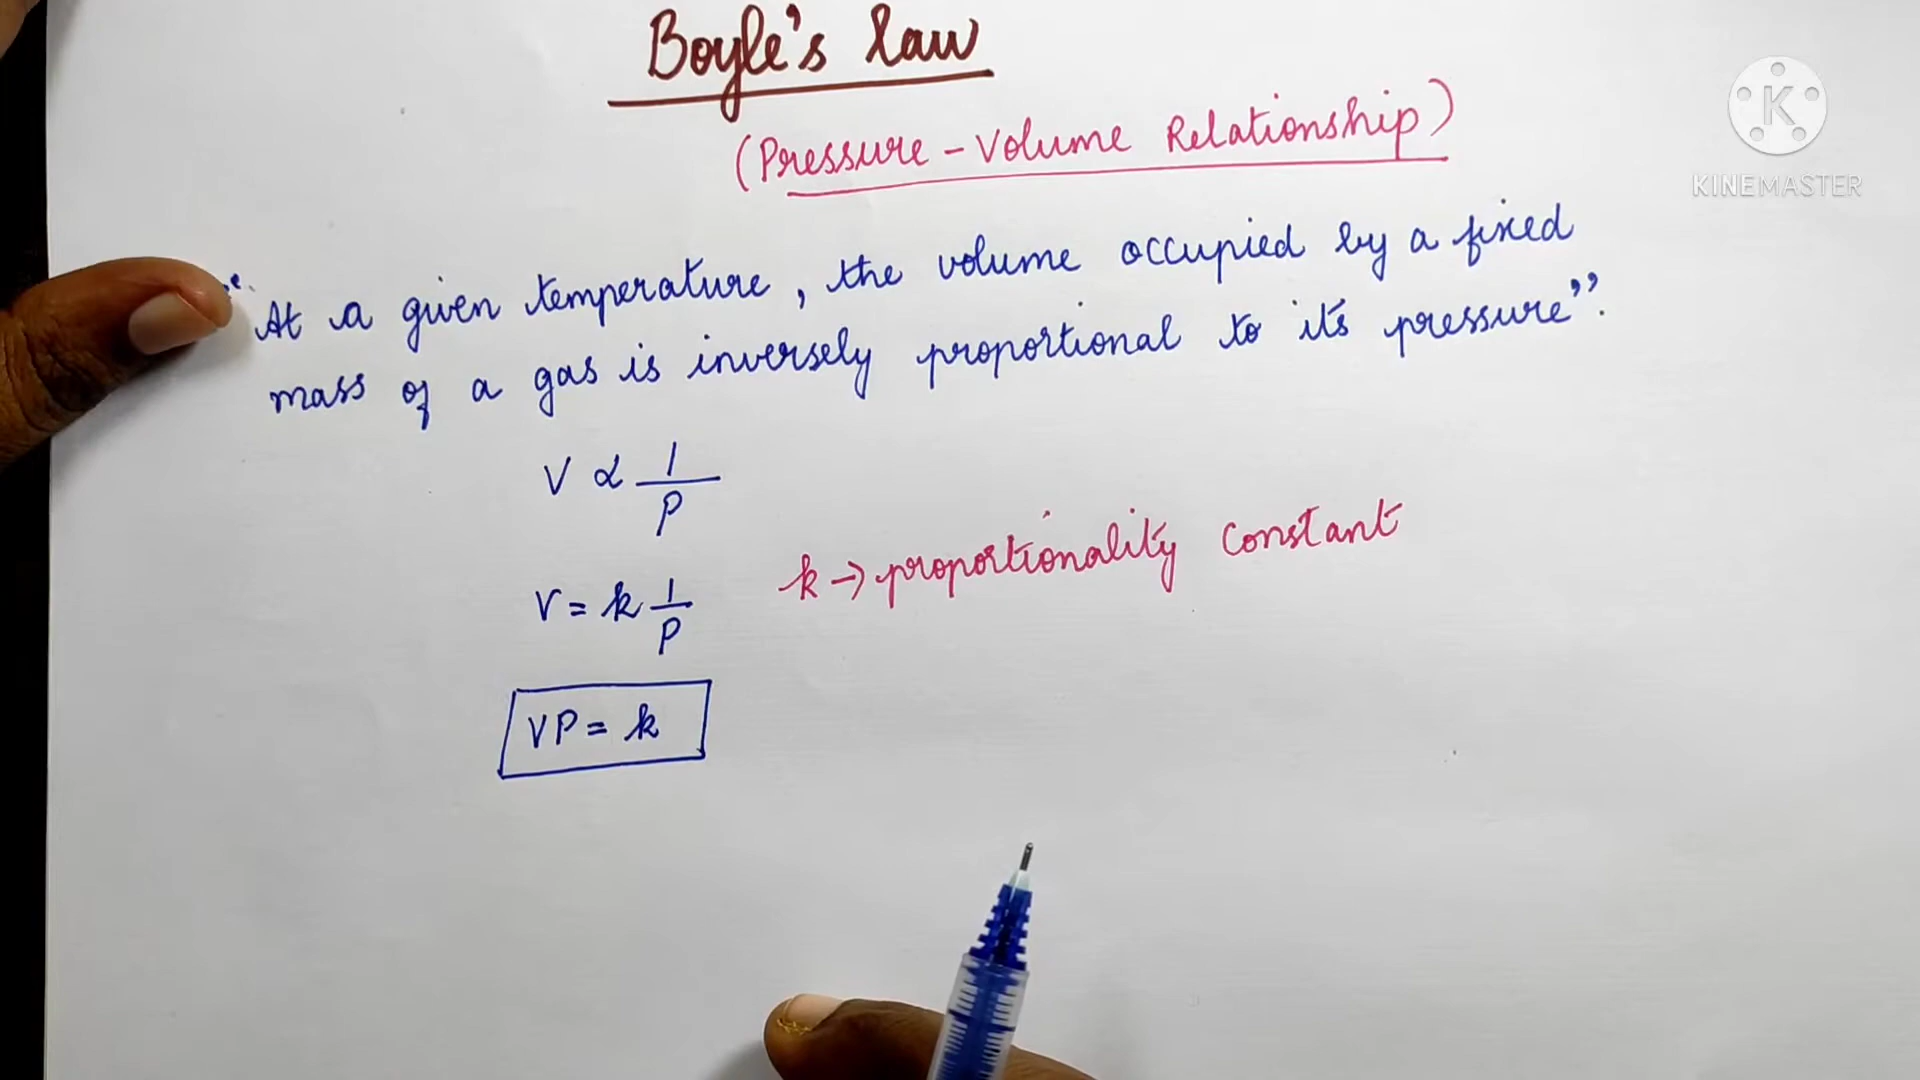 Boyle's law
(Pressure - Volume Relationship)
KINEMASTER
"At a given temperature, the volume occupied by a fixed
mass of a gas is inversely proportional to its pressure".
V ∝ 1/P
k → proportionality constant
V = k 1/P
VP = k